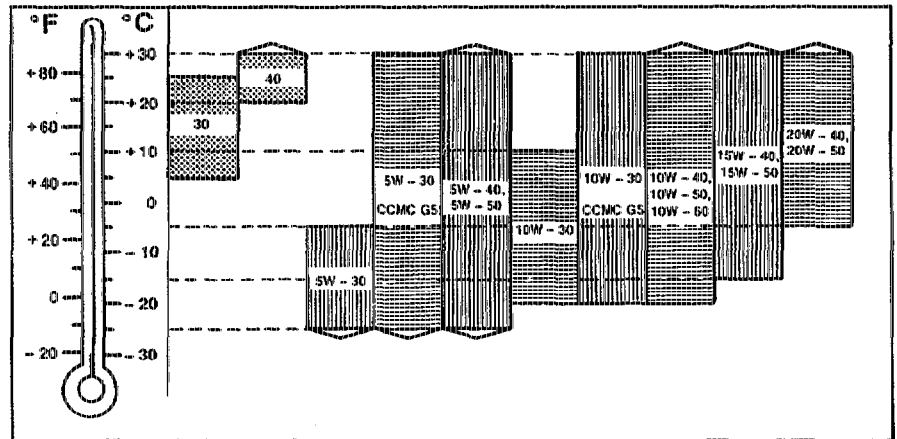 °F °C
+30
+80
+20
+60
+10
+40
0
+20
- 10
0
- 20
- 20
- 30
30
40
5W - 30
5W - 30
CCMC G5
5W - 40,
5W - 50
10W - 30
10W - 30
CCMC G5
10W - 40,
10W - 50,
10W - 60
15W - 40,
15W - 50
20W - 40,
20W - 50